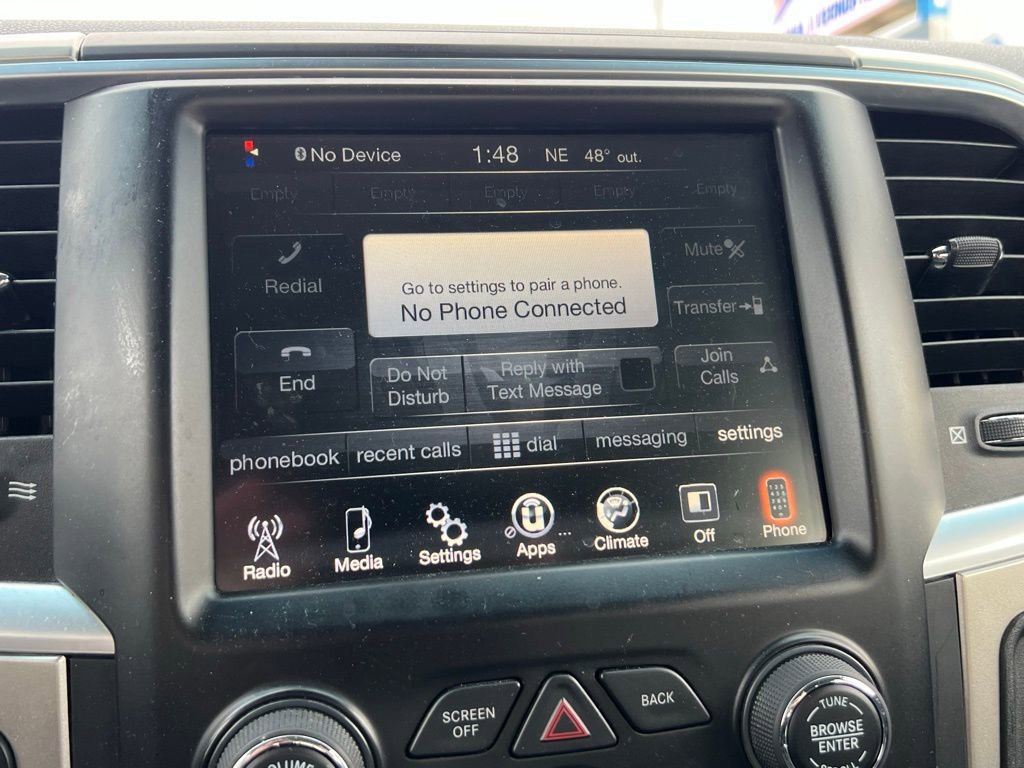 No Device 1:48 NE 48° out.
Empty Empty Empty Empty Empty
Redial
Go to settings to pair a phone.
No Phone Connected
Mute
Transfer
End
Do Not
Disturb
Reply with
Text Message
Join
Calls
phonebook recent calls dial messaging settings
Radio Media Settings Apps... Climate Off Phone
SCREEN
OFF
BACK
VOLUME
TUNE
BROWSE
ENTER